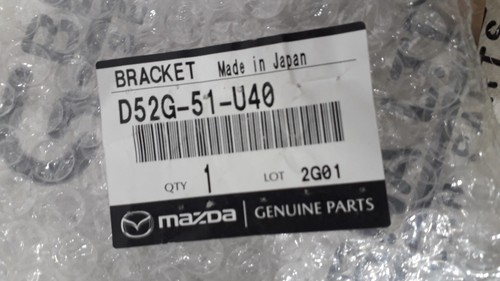 BRACKET Made in Japan
D52G-51-U40
QTY 1 LOT 2G01
mazda GENUINE PARTS